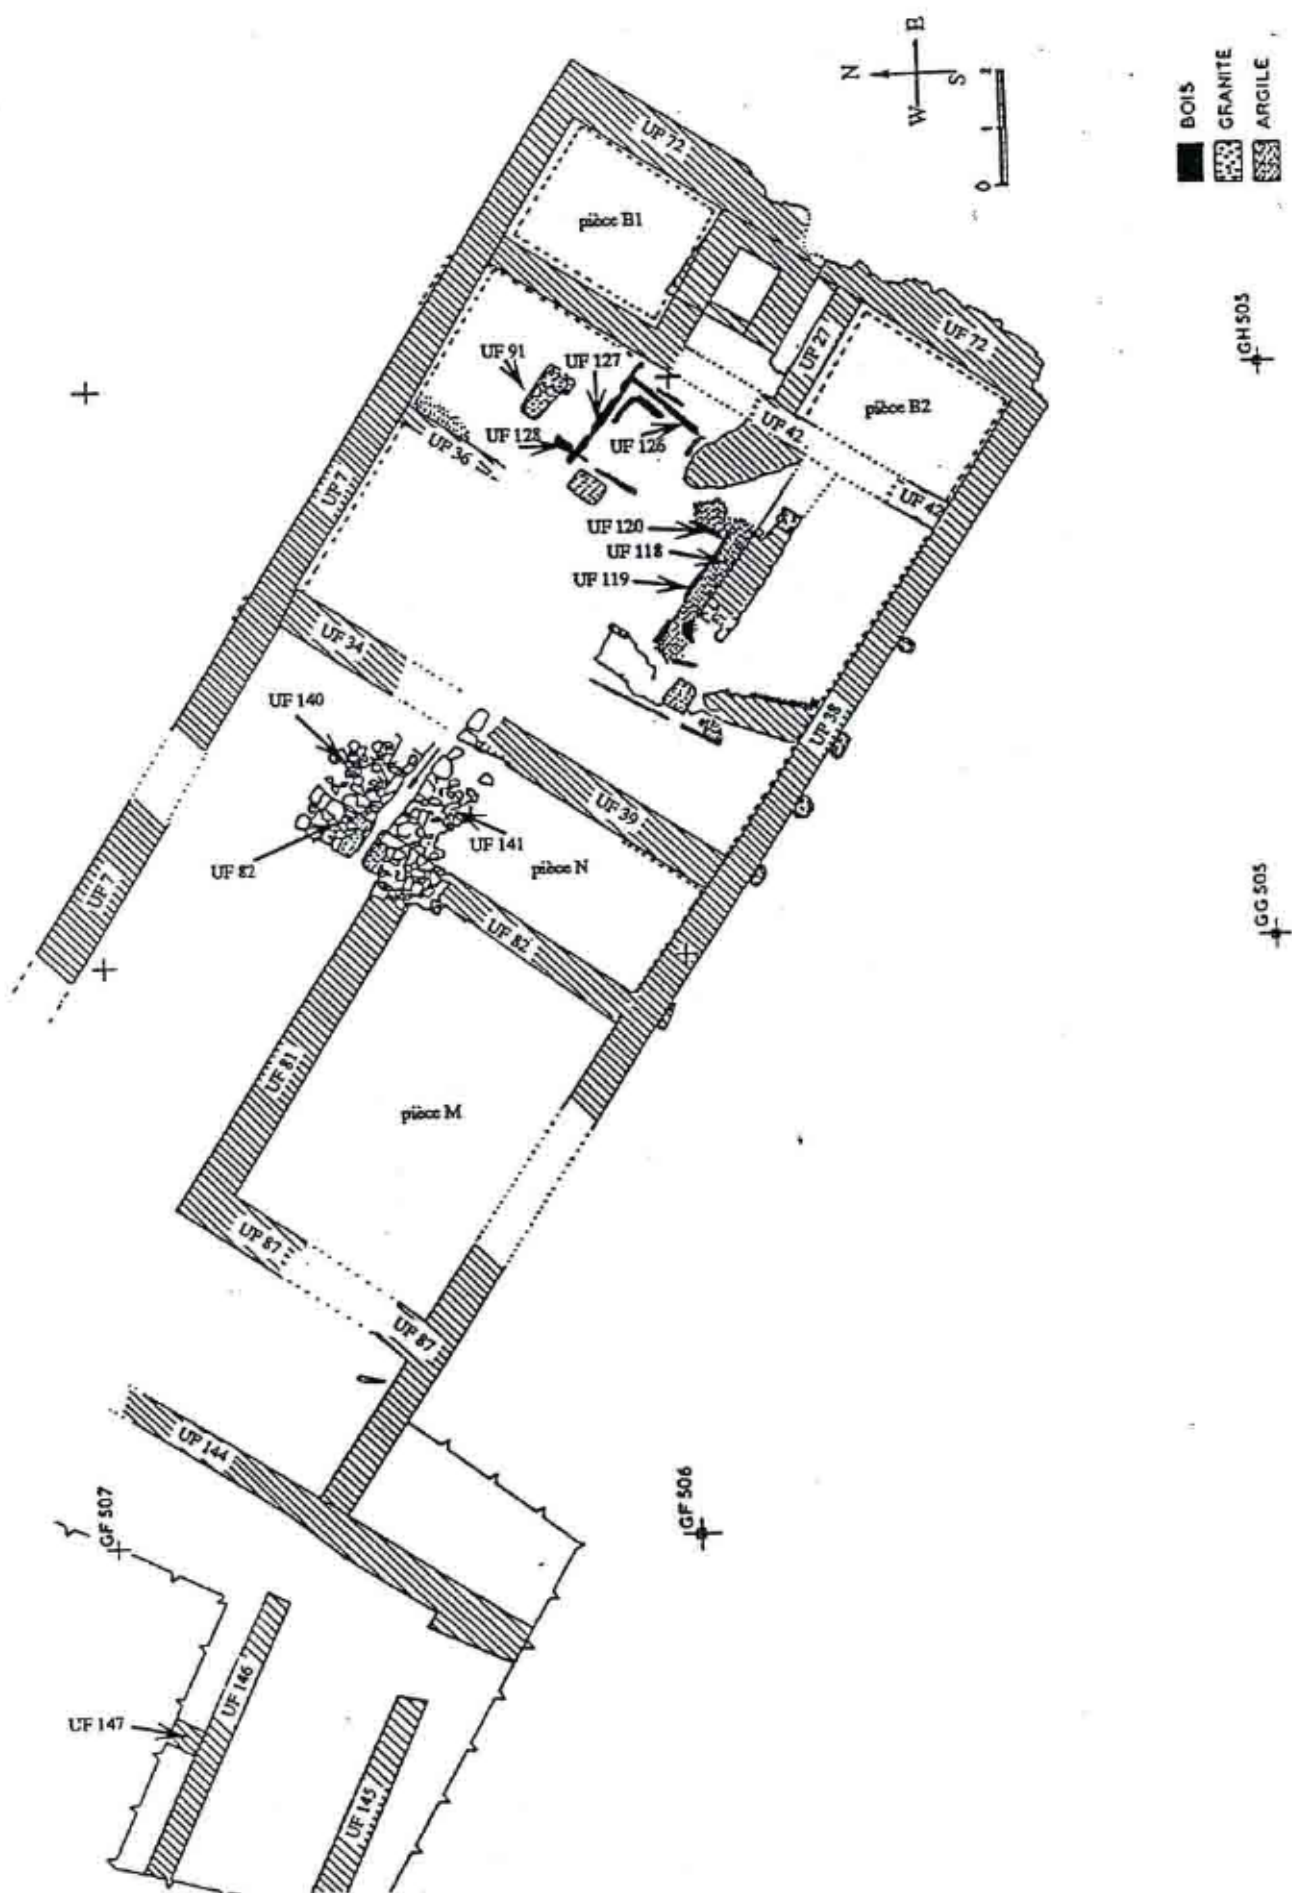 N
E
W
S
0
1
2
BOIS
GRANITE
ARGILE
UF 72
pièce B1
GH 505
UF 91
UF 127
UF 27
UF 72
pièce B2
UF 42
UF 128
UF 126
UF 36
UF 7
UF 42
UF 120
UF 118
UF 119
UF 34
UF 140
UF 38
UF 39
UF 141
UF 82
pièce N
UF 7
UF 82
GG 505
UF 81
pièce M
UF 87
UF 87
UF 144
GF 507
GF 506
UF 146
UF 147
UF 145